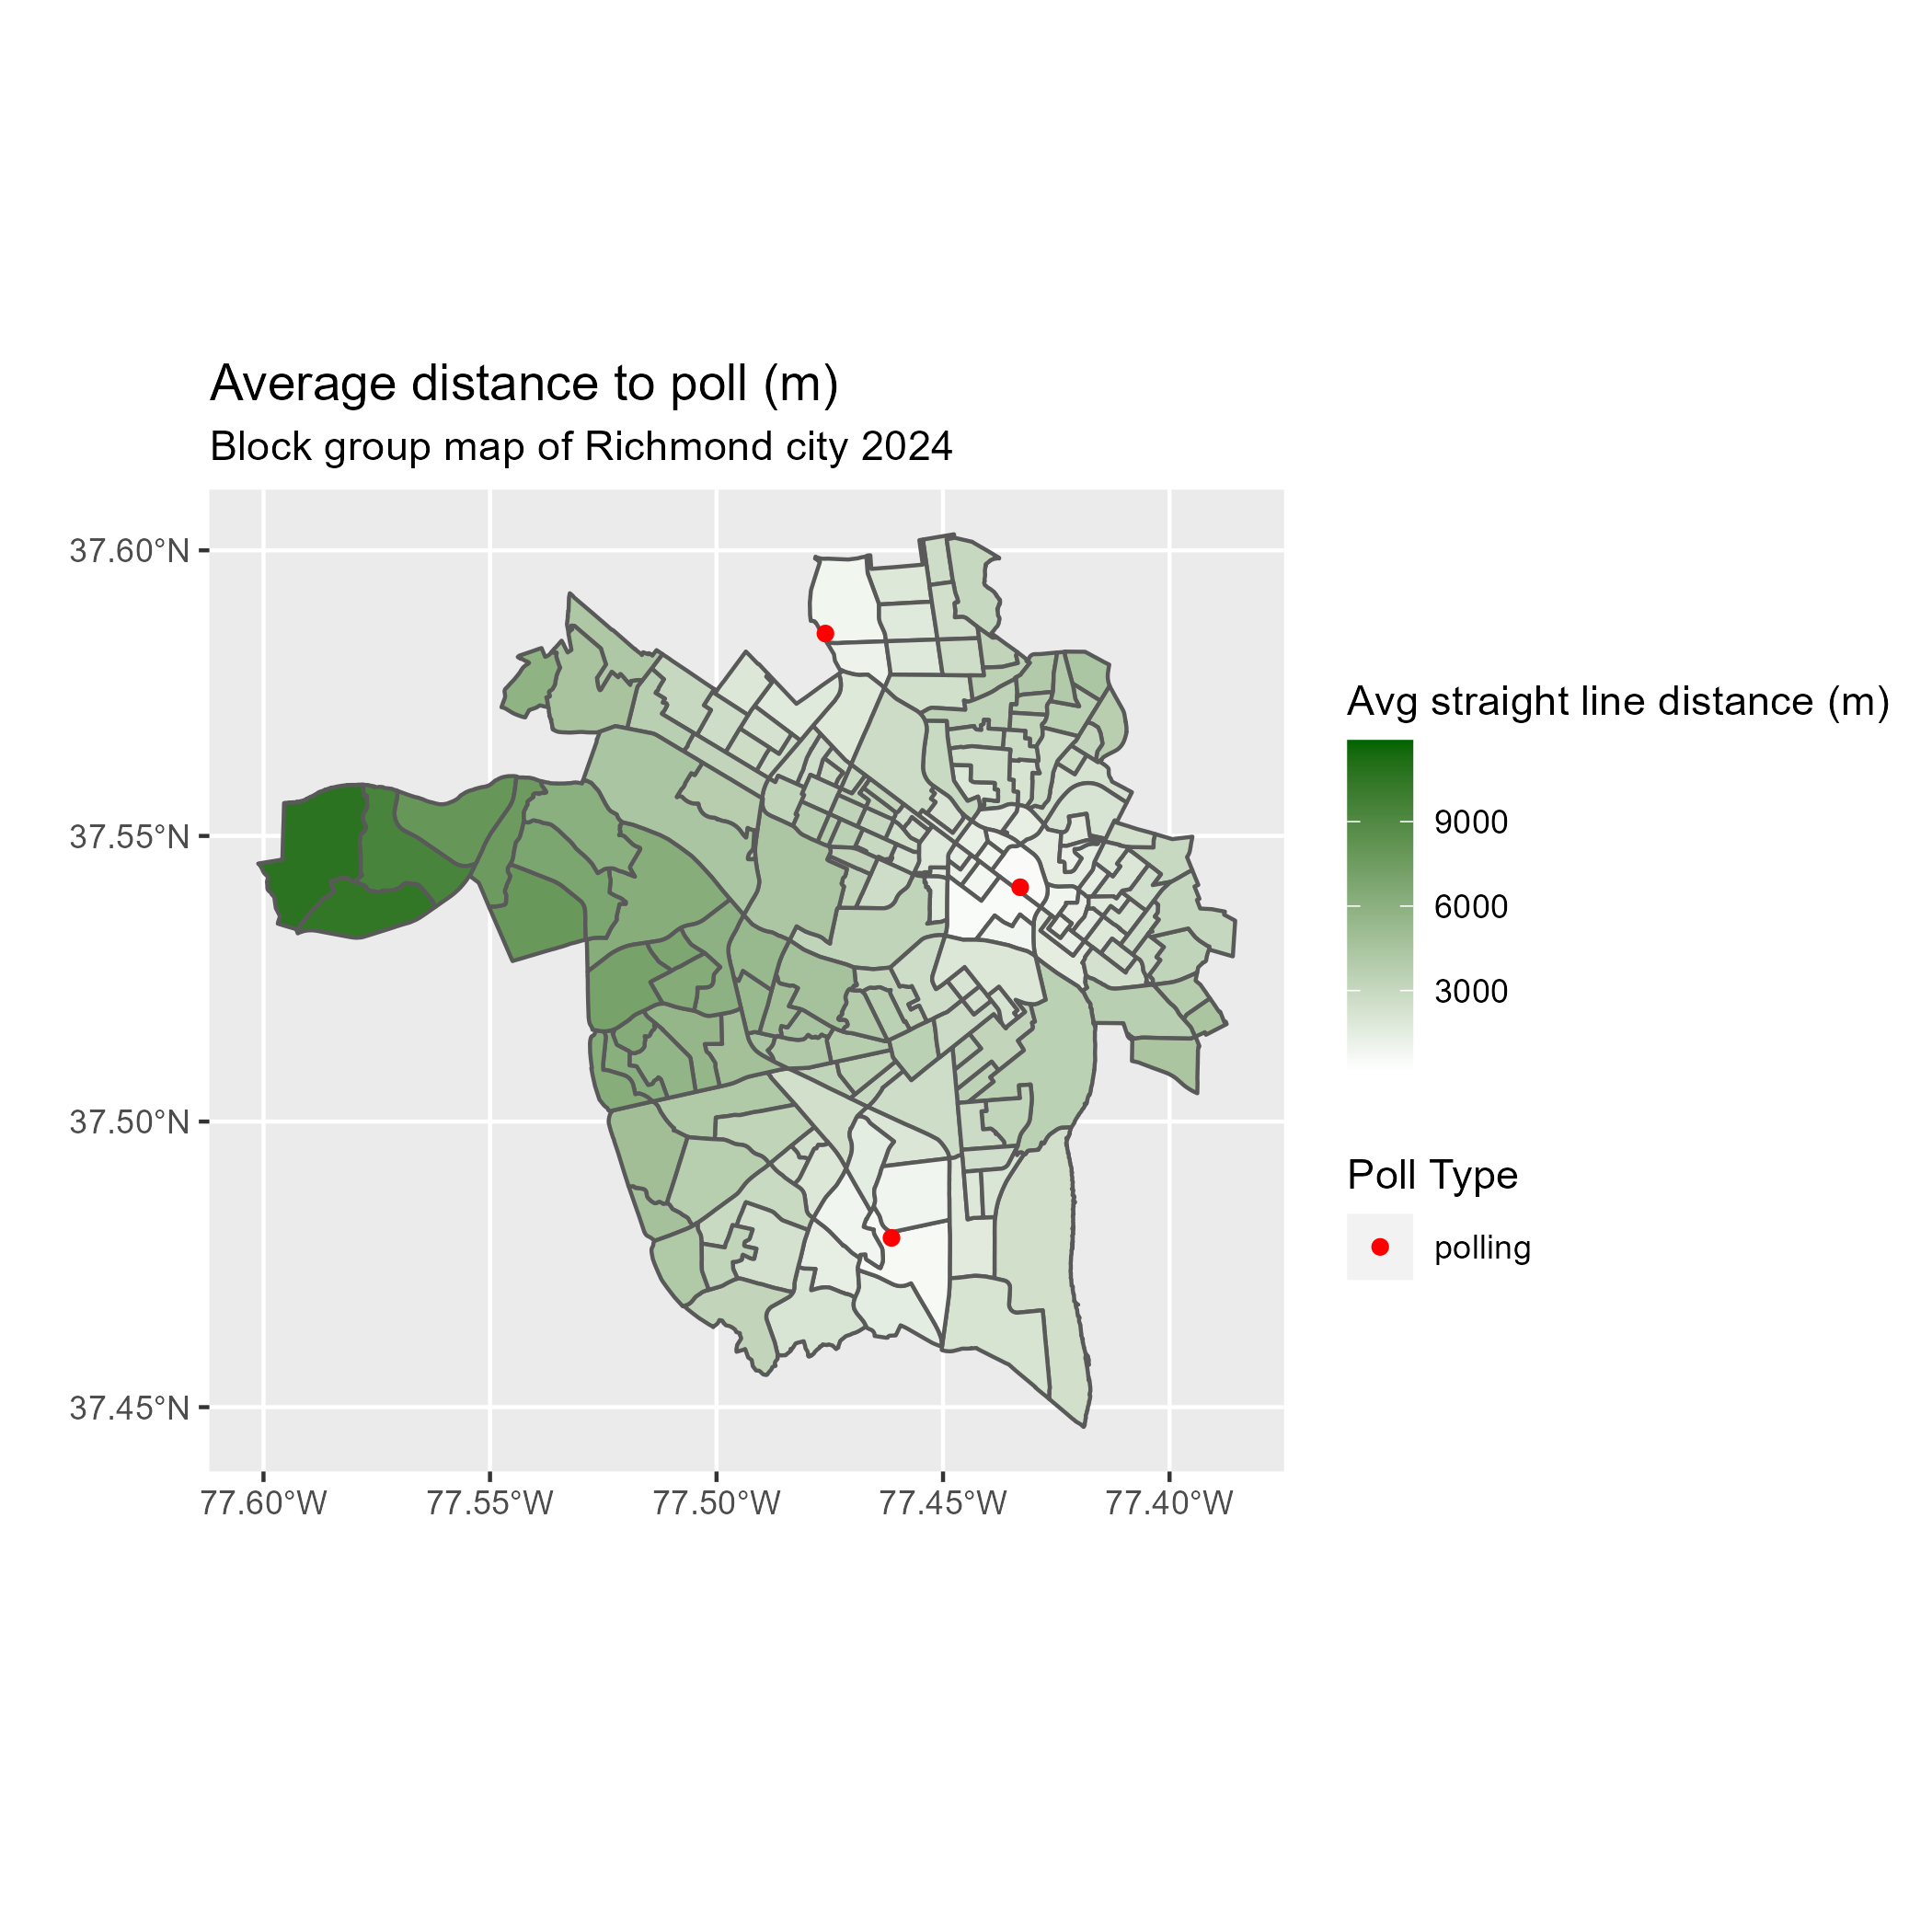 Average distance to poll (m)
Block group map of Richmond city 2024
37.60°N
37.55°N
37.50°N
37.45°N
77.60°W 77.55°W 77.50°W 77.45°W 77.40°W
Avg straight line distance (m)
9000
6000
3000
Poll Type
polling